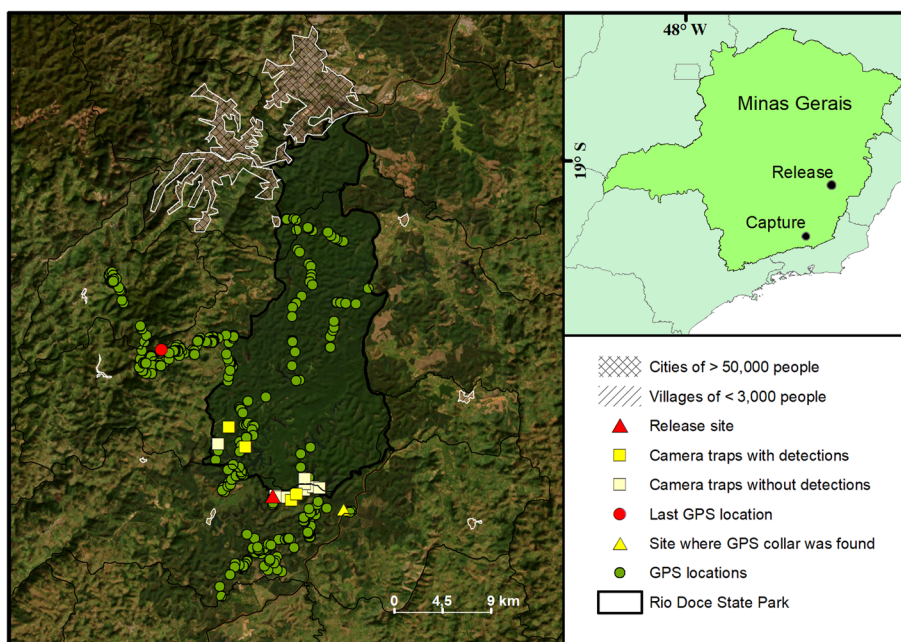 48° W
19° S
Minas Gerais
Release
Capture
Cities of > 50,000 people
Villages of < 3,000 people
Release site
Camera traps with detections
Camera traps without detections
Last GPS location
Site where GPS collar was found
GPS locations
Rio Doce State Park
0 4,5 9 km